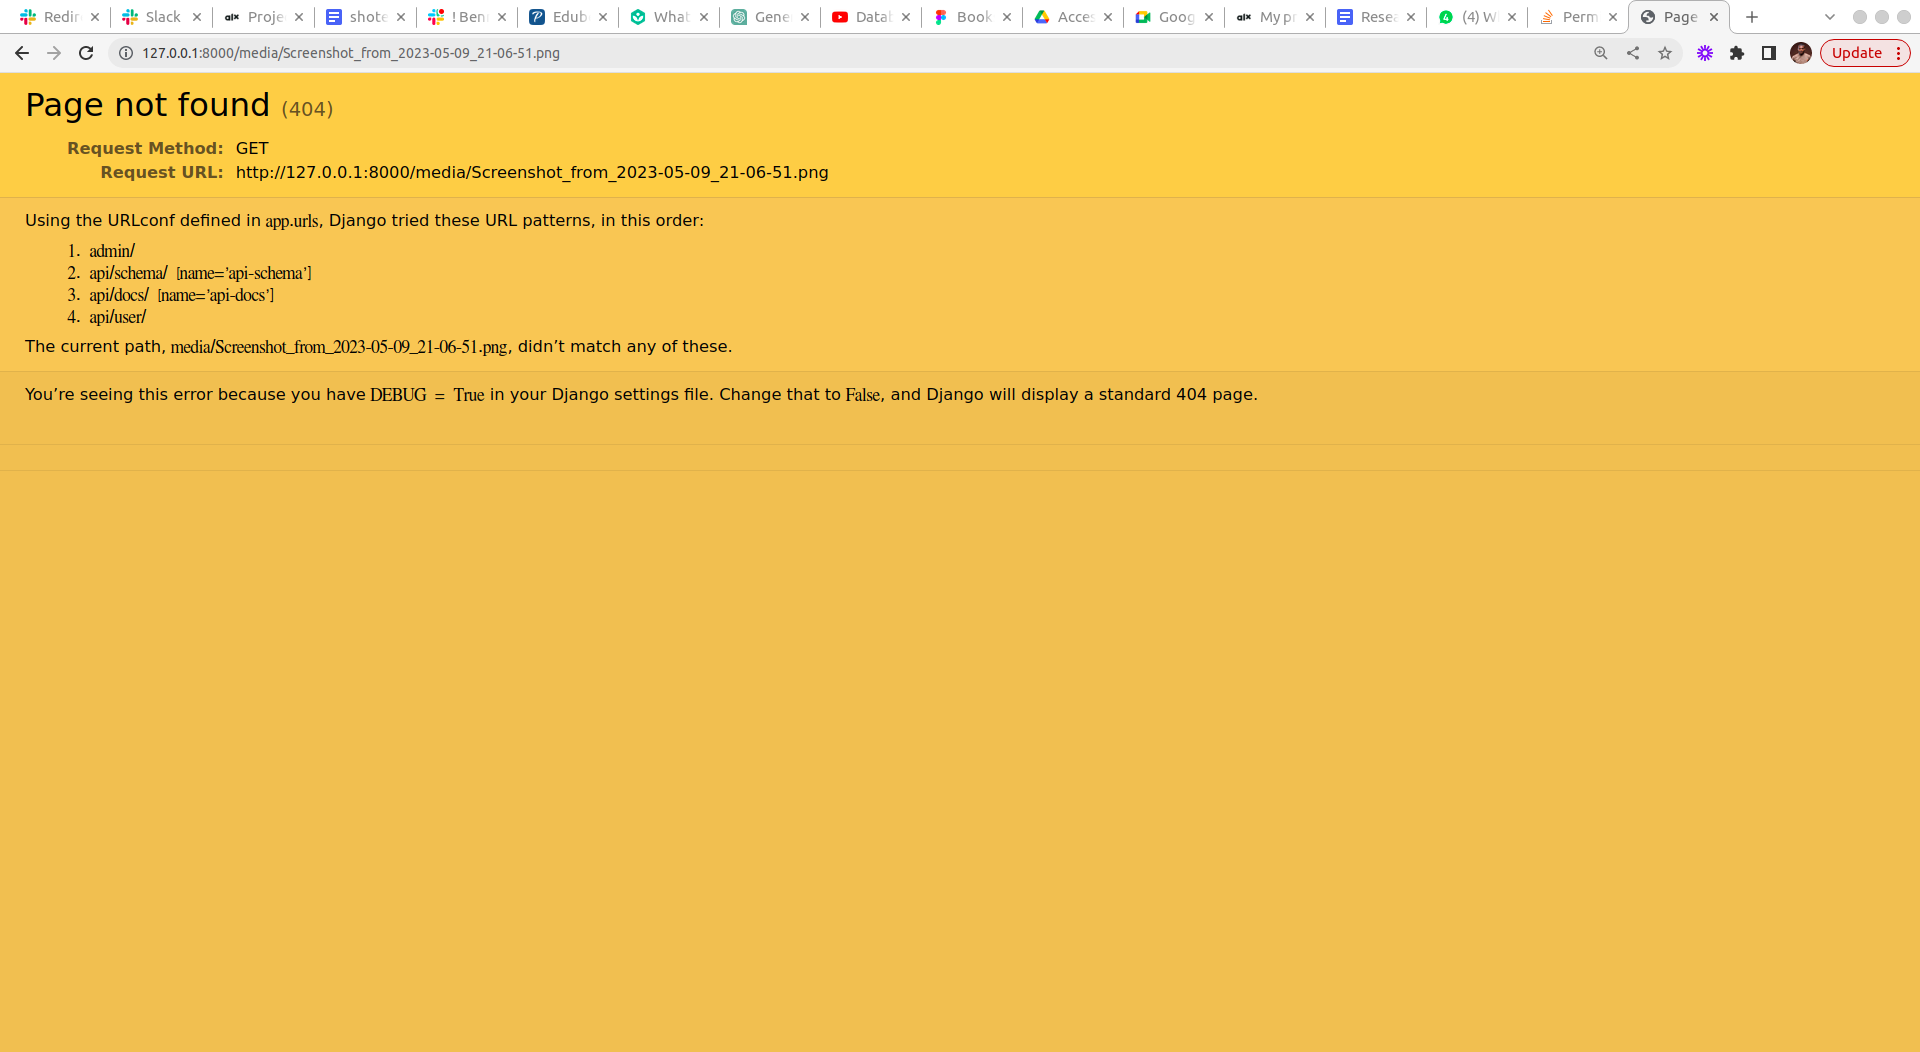 Redir
Slack
Proje
shote
! Benn
Edub
What
Gene
Datab
Book
Acces
Goog
My pr
Resea
(4) W
Perm
Page
127.0.0.1:8000/media/Screenshot_from_2023-05-09_21-06-51.png
Update
Page not found (404)
Request Method: GET
Request URL: http://127.0.0.1:8000/media/Screenshot_from_2023-05-09_21-06-51.png
Using the URLconf defined in app.urls, Django tried these URL patterns, in this order:
1. admin/
2. api/schema/ [name='api-schema']
3. api/docs/ [name='api-docs']
4. api/user/
The current path, media/Screenshot_from_2023-05-09_21-06-51.png, didn’t match any of these.
You’re seeing this error because you have DEBUG = True in your Django settings file. Change that to False, and Django will display a standard 404 page.